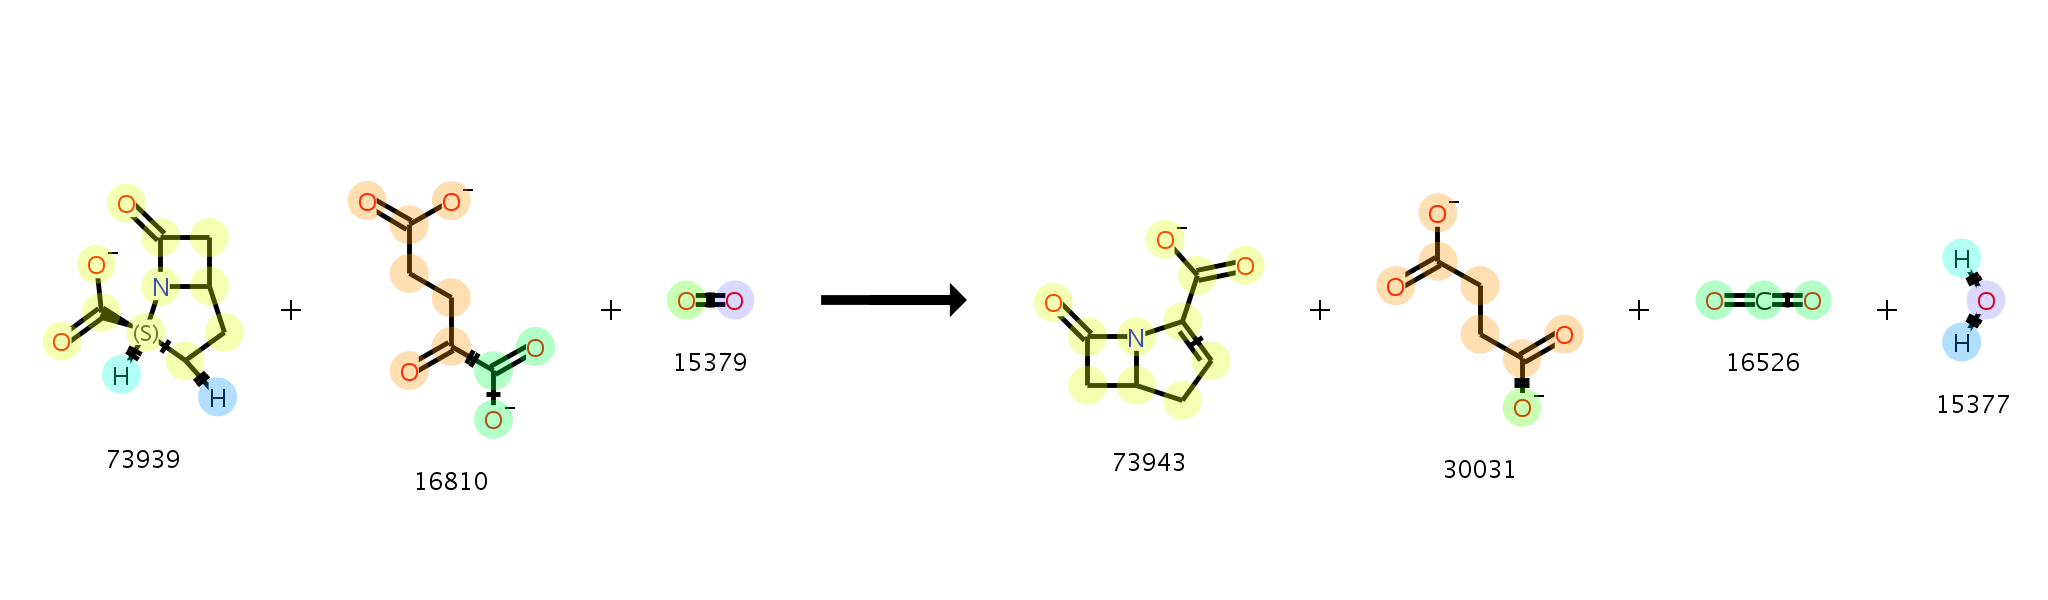 O O⁻ O N (S) H H
73939
+
O O⁻ O O O⁻
16810
+
O O
15379
O⁻ O O N
73943
+
O⁻ O O O⁻
30031
+
O C O
16526
+
H O H
15377